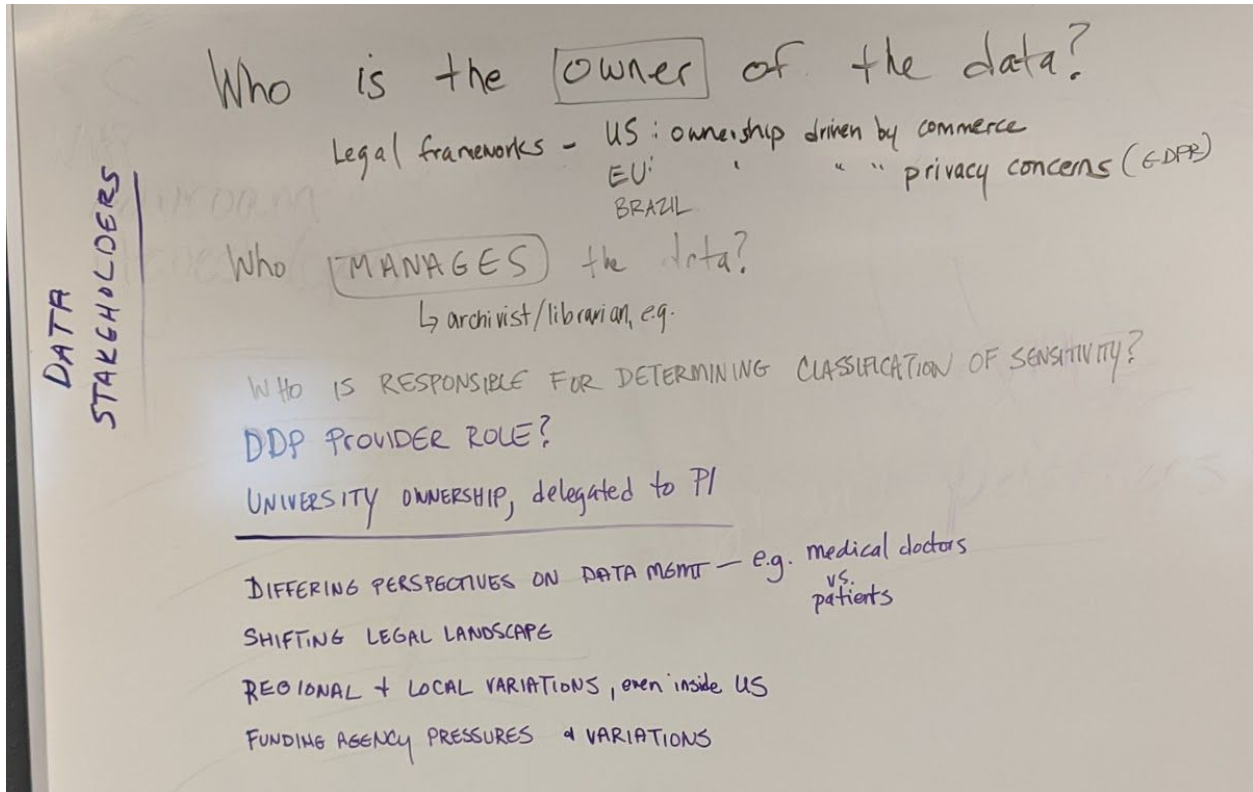 DATA
STAKEHOLDERS
Who is the owner of the data?
Legal frameworks - US: ownership driven by commerce
EU: " " " privacy concerns (GDPR)
BRAZIL
Who MANAGES the data?
↳ archivist/librarian, e.g.
WHO IS RESPONSIBLE FOR DETERMINING CLASSIFICATION OF SENSITIVITY?
DDP PROVIDER ROLE?
UNIVERSITY OWNERSHIP, delegated to PI
DIFFERING PERSPECTIVES ON DATA MGMT - e.g. medical doctors
vs.
patients
SHIFTING LEGAL LANDSCAPE
REGIONAL + LOCAL VARIATIONS, even inside US
FUNDING AGENCY PRESSURES & VARIATIONS